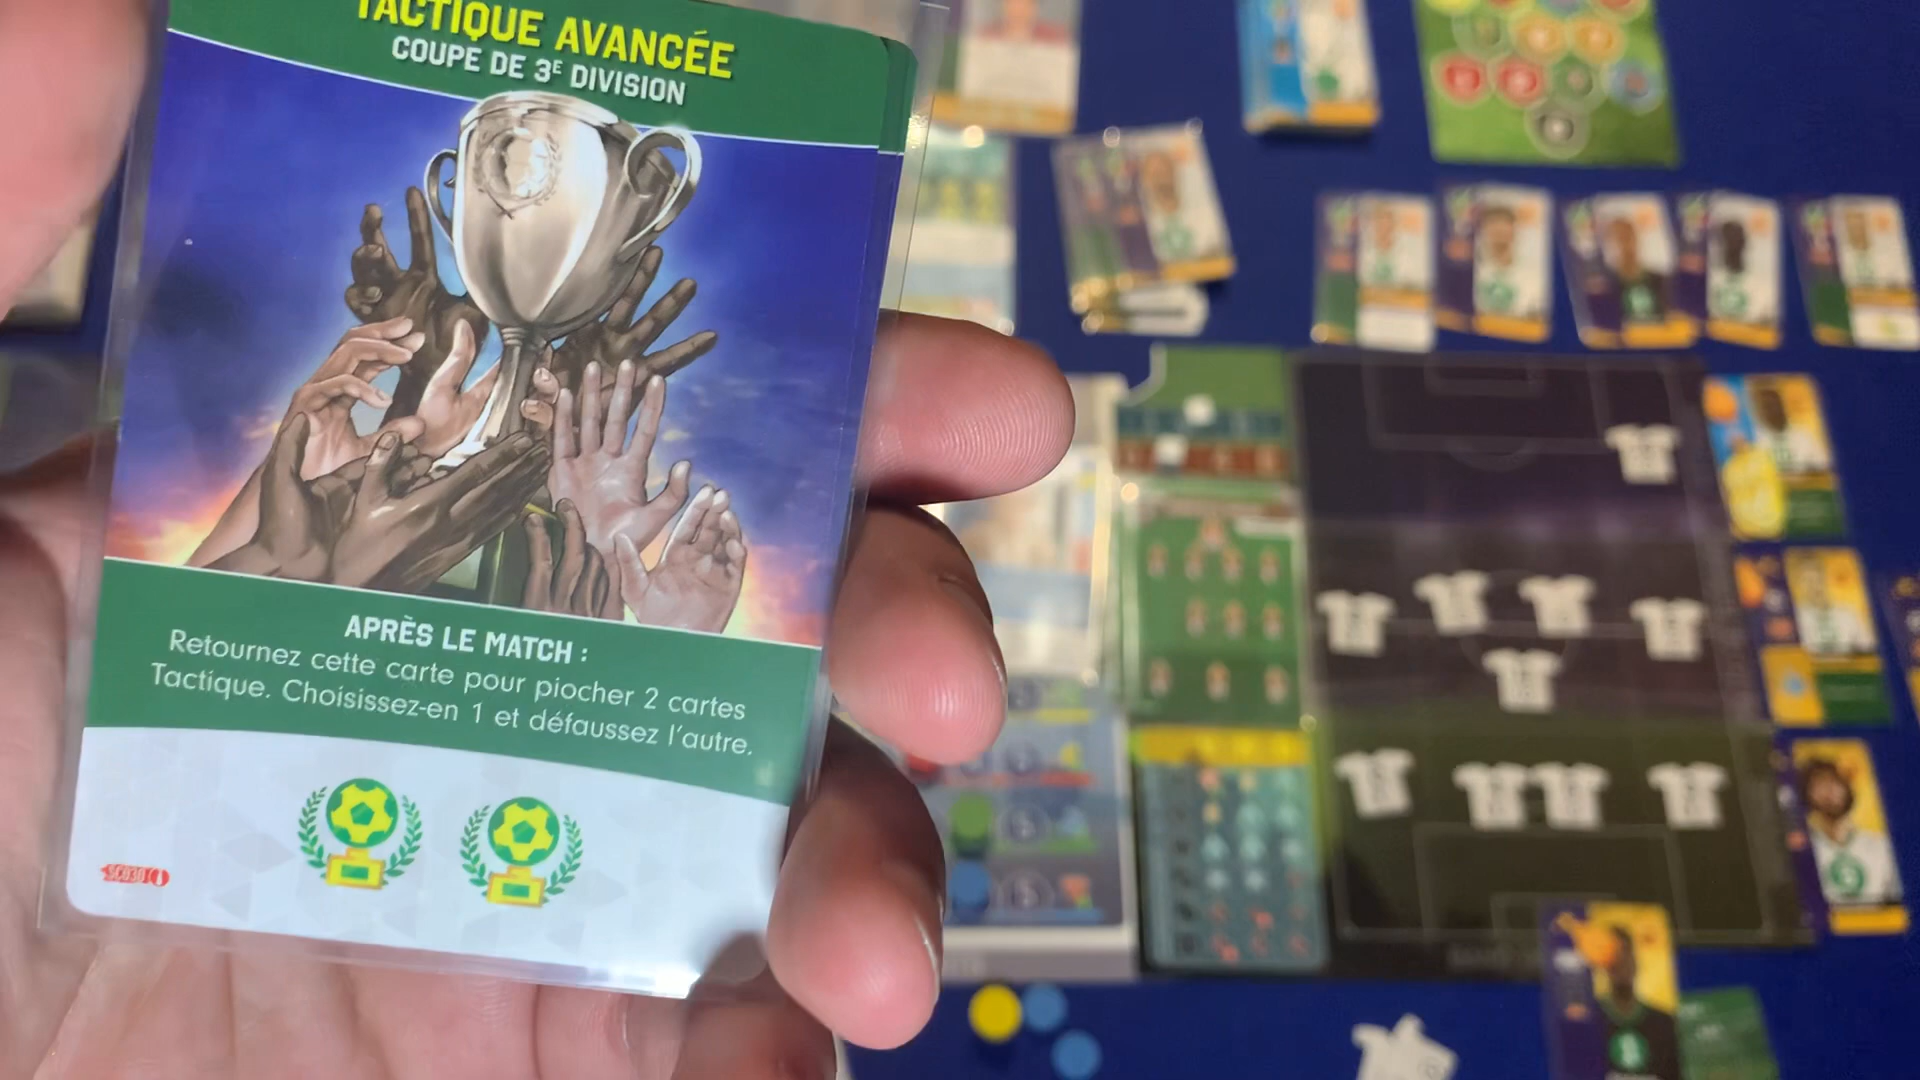 TACTIQUE AVANCÉE
COUPE DE 3E DIVISION
APRÈS LE MATCH :
Retournez cette carte pour piocher 2 cartes
Tactique. Choisissez-en 1 et défaussez l'autre.